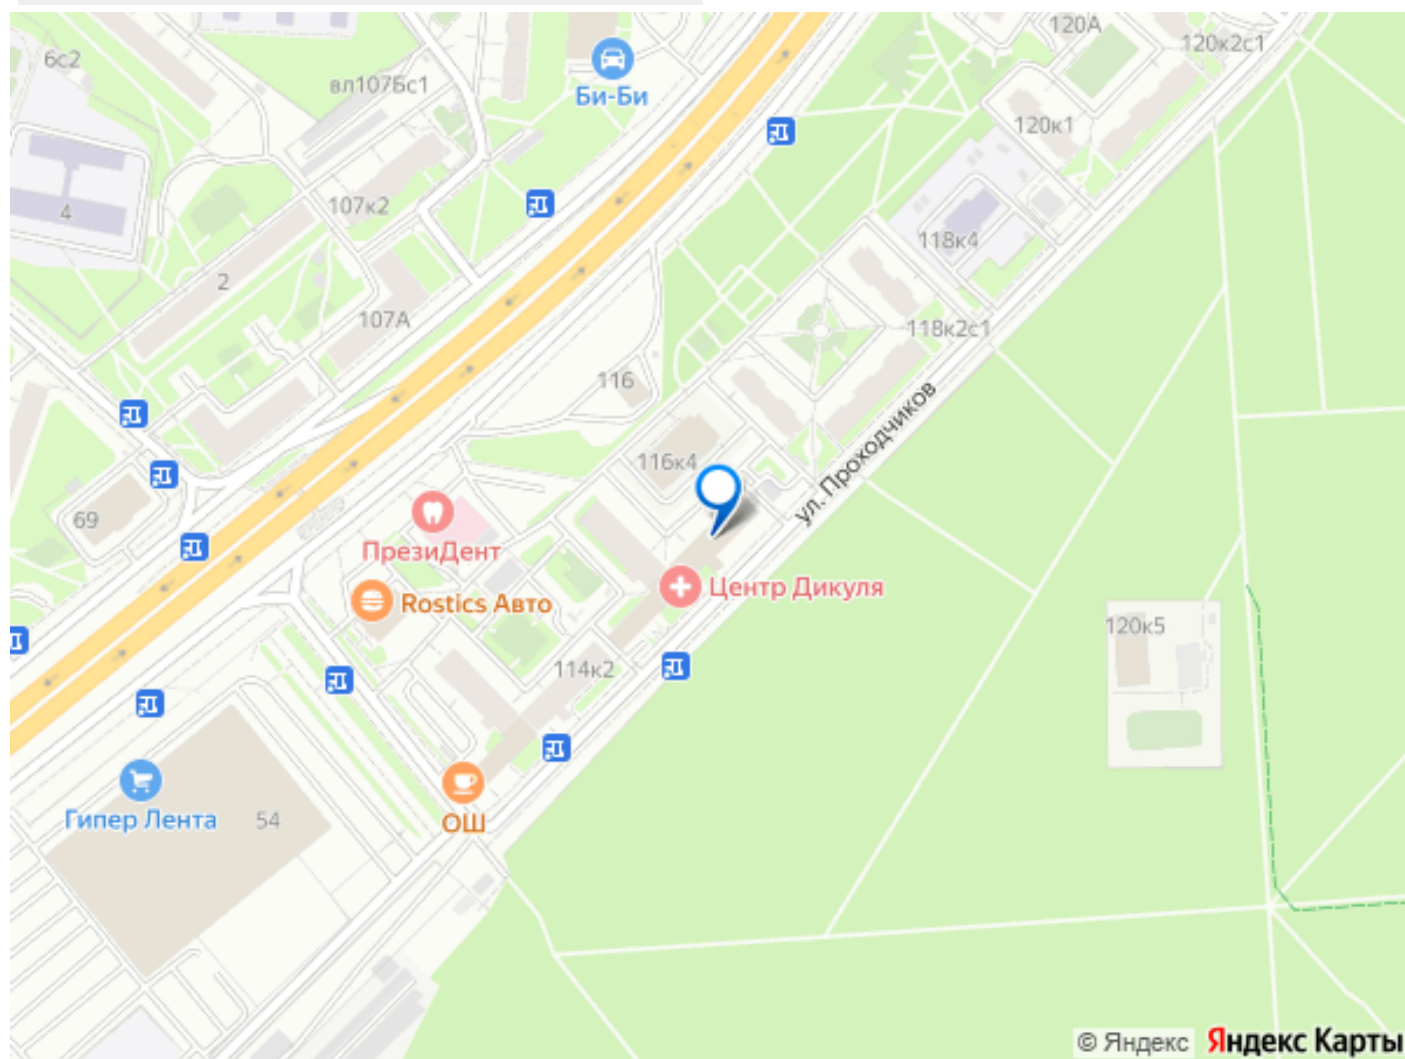 120А
6с2
120к2с1
вл107Бс1
Би-Би
120к1
107к2
4
118к4
2
107А
118к2с1
116
ул. Проходчиков
116к4
69
ПрезиДент
Центр Дикуля
Rostics Авто
120к5
114к2
Гипер Лента
54
ОШ
© Яндекс Яндекс Карты